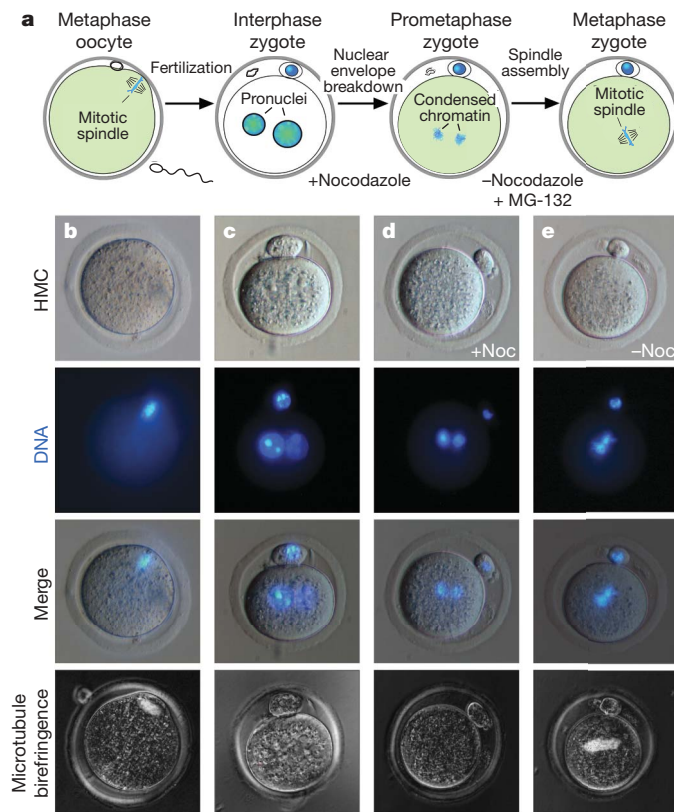 a
Metaphase
oocyte
Fertilization
Interphase
zygote
Nuclear
envelope
breakdown
Prometaphase
zygote
Spindle
assembly
Metaphase
zygote
Mitotic
spindle
Pronuclei
Condensed
chromatin
Mitotic
spindle
+Nocodazole
–Nocodazole
+ MG-132
b
c
d
e
HMC
+Noc
–Noc
DNA
Merge
Microtubule
birefringence